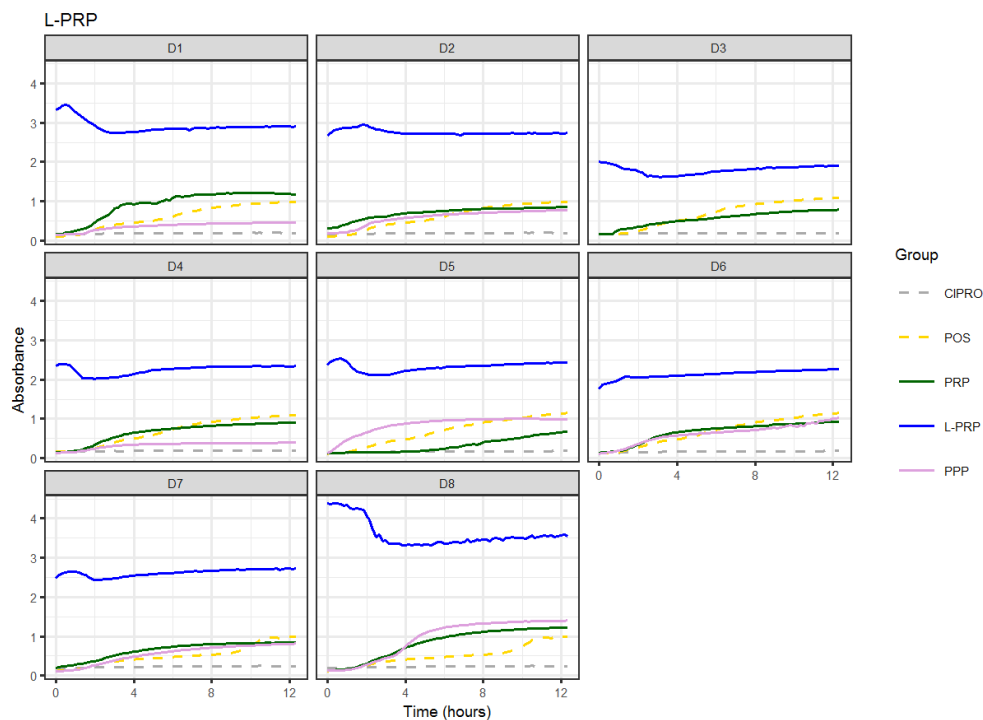 L-PRP
D1
D2
D3
4
3
2
1
0
D4
D5
D6
4
3
2
1
0
0
4
8
12
D7
D8
4
3
2
1
0
0
4
8
12
0
4
8
12
Absorbance
Time (hours)
Group
CIPRO
POS
PRP
L-PRP
PPP